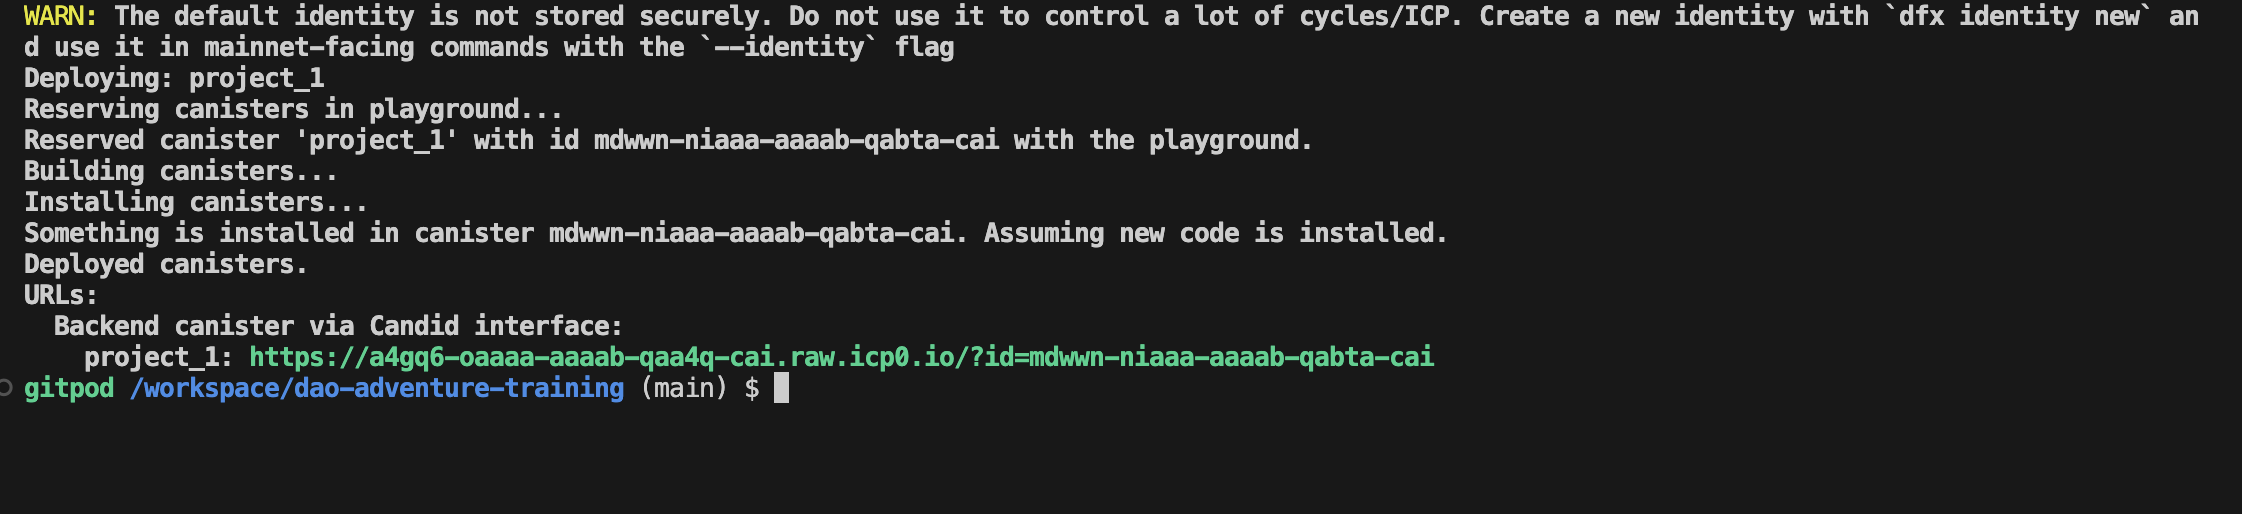 WARN: The default identity is not stored securely. Do not use it to control a lot of cycles/ICP. Create a new identity with `dfx identity new` an
d use it in mainnet-facing commands with the `--identity` flag
Deploying: project_1
Reserving canisters in playground...
Reserved canister 'project_1' with id mdwwn-niaaa-aaaab-qabta-cai with the playground.
Building canisters...
Installing canisters...
Something is installed in canister mdwwn-niaaa-aaaab-qabta-cai. Assuming new code is installed.
Deployed canisters.
URLs:
  Backend canister via Candid interface:
    project_1: https://a4gq6-oaaaa-aaaab-qaa4q-cai.raw.icp0.io/?id=mdwwn-niaaa-aaaab-qabta-cai
gitpod /workspace/dao-adventure-training (main) $